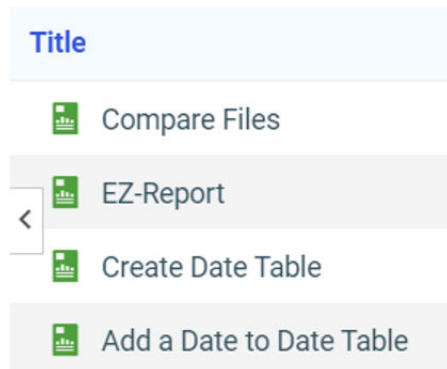 Title
Compare Files
EZ-Report
Create Date Table
Add a Date to Date Table